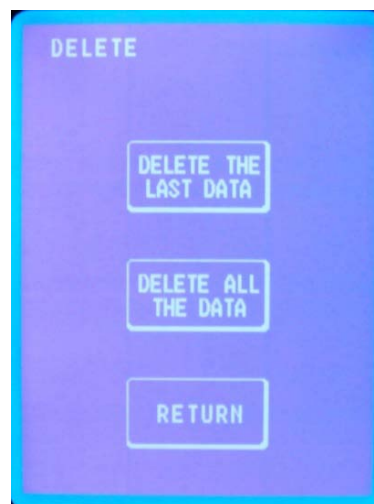 DELETE
DELETE THE
LAST DATA
DELETE ALL
THE DATA
RETURN